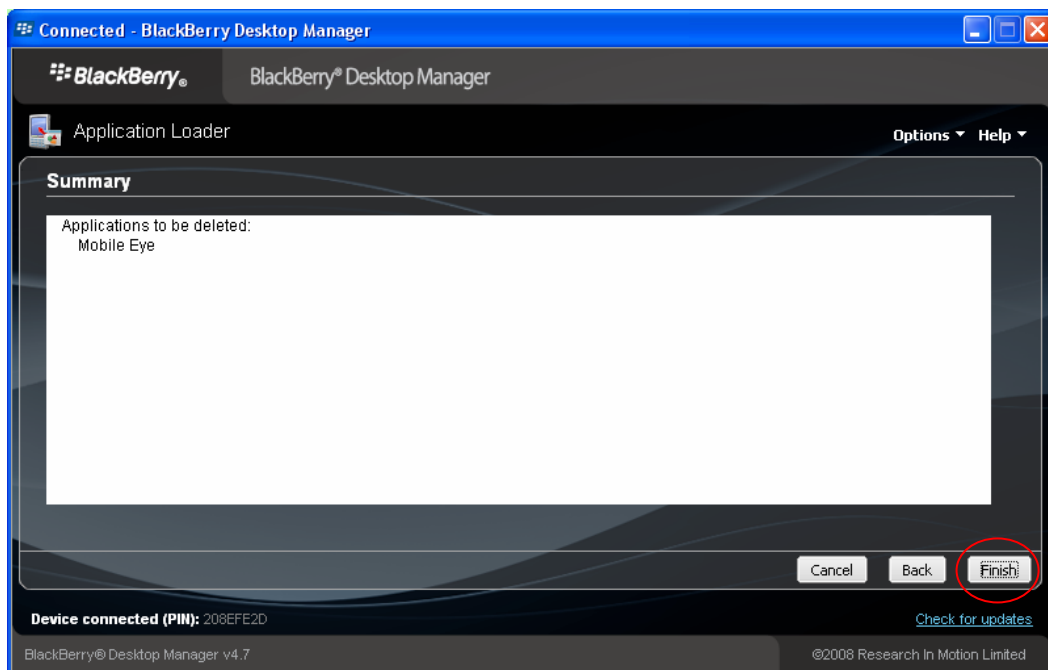 Connected - BlackBerry Desktop Manager
BlackBerry® BlackBerry® Desktop Manager
Application Loader Options Help
Summary
Applications to be deleted:
Mobile Eye
Cancel Back Finish
Device connected (PIN): 208EFE2D Check for updates
BlackBerry® Desktop Manager v4.7 ©2008 Research In Motion Limited